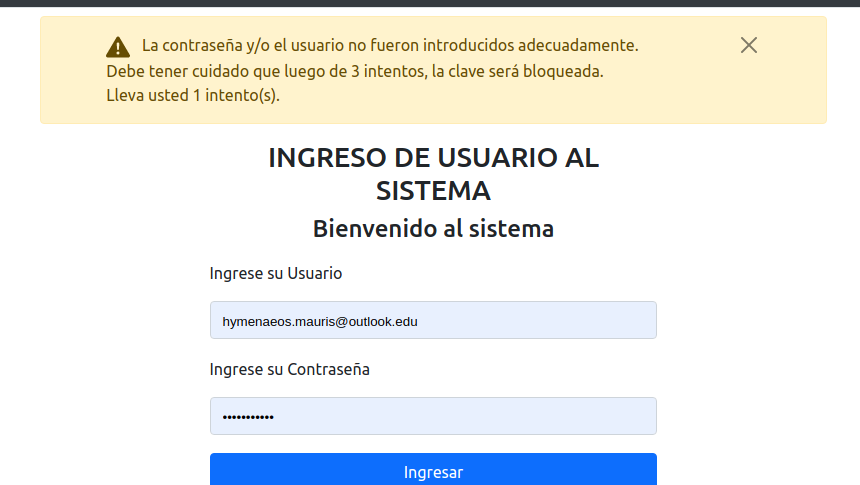 La contraseña y/o el usuario no fueron introducidos adecuadamente.
Debe tener cuidado que luego de 3 intentos, la clave será bloqueada.
Lleva usted 1 intento(s).
INGRESO DE USUARIO AL
SISTEMA
Bienvenido al sistema
Ingrese su Usuario
hymenaeos.mauris@outlook.edu
Ingrese su Contraseña
•••••••••••
Ingresar